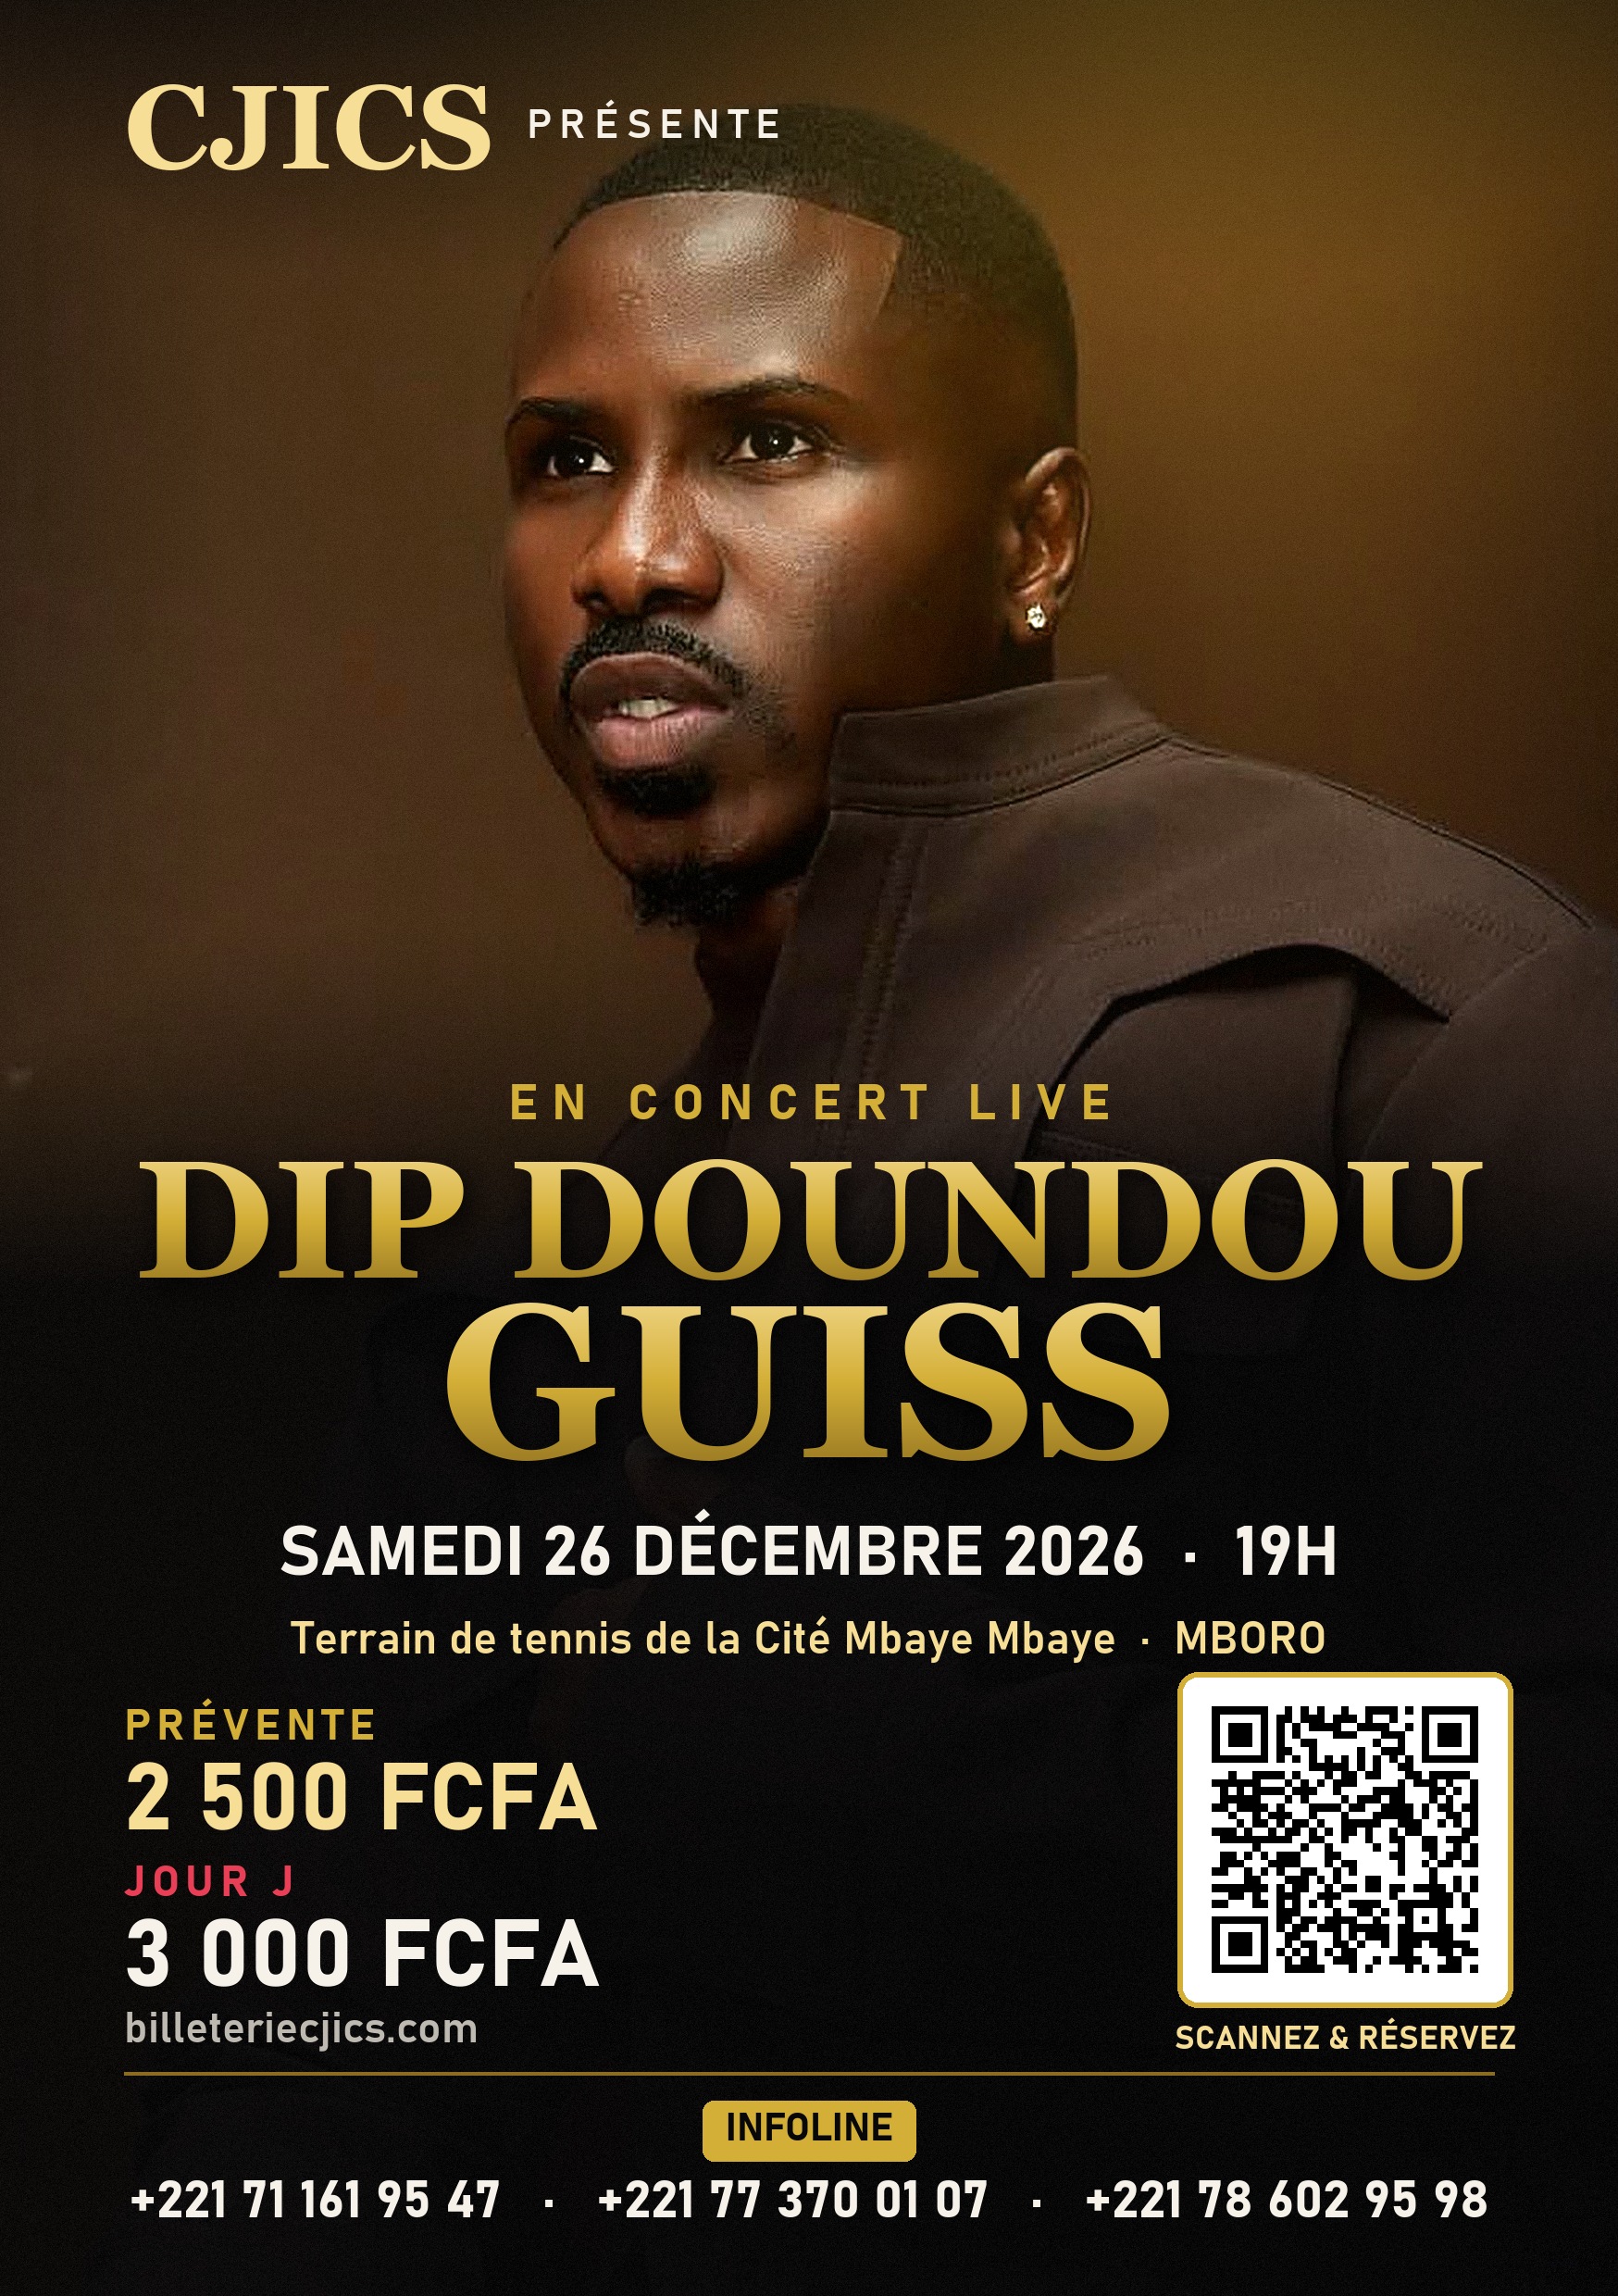 CJICS PRÉSENTE
EN CONCERT LIVE
DIP DOUNDOU
GUISS
SAMEDI 26 DÉCEMBRE 2026 · 19H
Terrain de tennis de la Cité Mbaye Mbaye · MBORO
PRÉVENTE
2 500 FCFA
JOUR J
3 000 FCFA
billeteriecjics.com
SCANNEZ & RÉSERVEZ
INFOLINE
+221 71 161 95 47 · +221 77 370 01 07 · +221 78 602 95 98